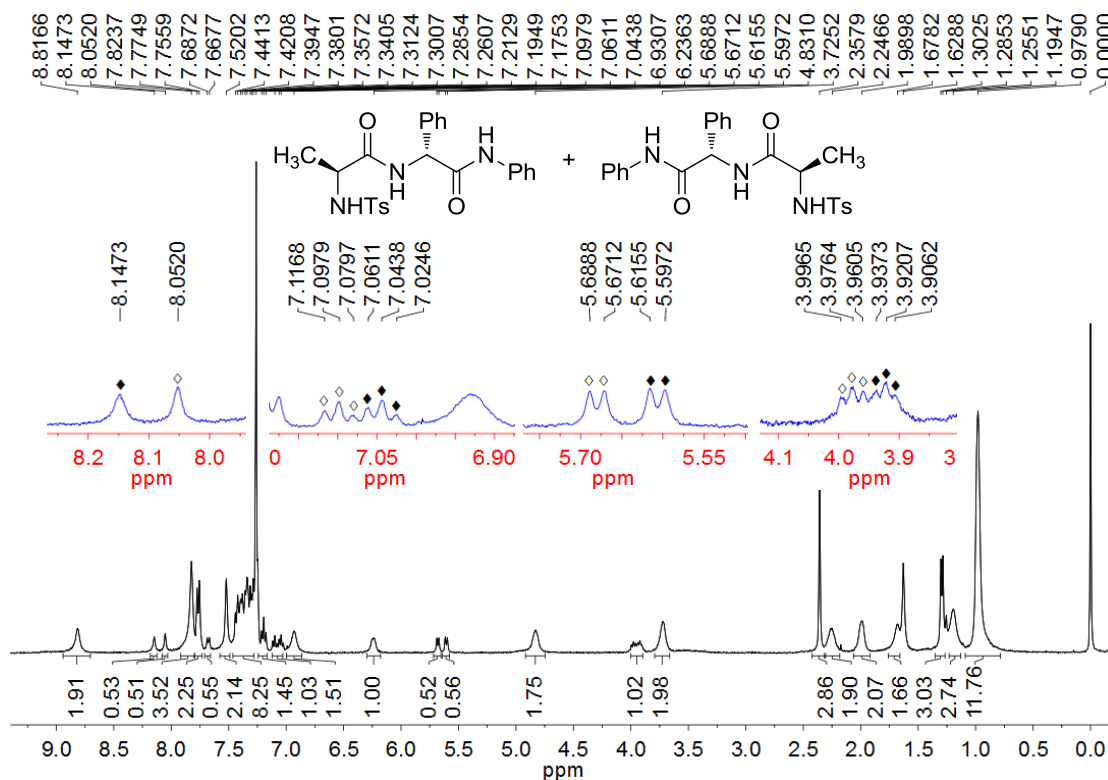 8.8166 8.1473 8.0520 7.8237 7.7749 7.7559 7.6872 7.6677 7.5202 7.4413 7.4208 7.3947 7.3801 7.3572 7.3405 7.3124 7.3007 7.2854 7.2607 7.2129 7.1949 7.1753 7.0979 7.0611 7.0438 6.9307 6.2363 5.6888 5.6712 5.6155 5.5972 4.8310 3.7252 2.3579 2.2466 1.9898 1.6782 1.6288 1.3025 1.2853 1.2551 1.1947 0.9790 0.0000
O Ph H H3C N N H Ph NHTs O
+
H Ph O N Ph N CH3 O H NHTs
8.1473 8.0520
7.1168 7.0979 7.0797 7.0611 7.0438 7.0246
5.6888 5.6712 5.6155 5.5972
3.9965 3.9764 3.9605 3.9373 3.9207 3.9062
8.2 8.1 8.0
ppm
0 7.05 6.90
ppm
5.70 5.55
ppm
4.1 4.0 3.9 3
ppm
1.91 0.53 0.51 3.52 2.25 0.55 2.14 8.25 1.45 1.03 1.51 1.00 0.52 0.56 1.75 1.02 1.98 2.86 1.90 2.07 1.66 3.03 2.74 11.76
9.0 8.5 8.0 7.5 7.0 6.5 6.0 5.5 5.0 4.5 4.0 3.5 3.0 2.5 2.0 1.5 1.0 0.5 0.0
ppm